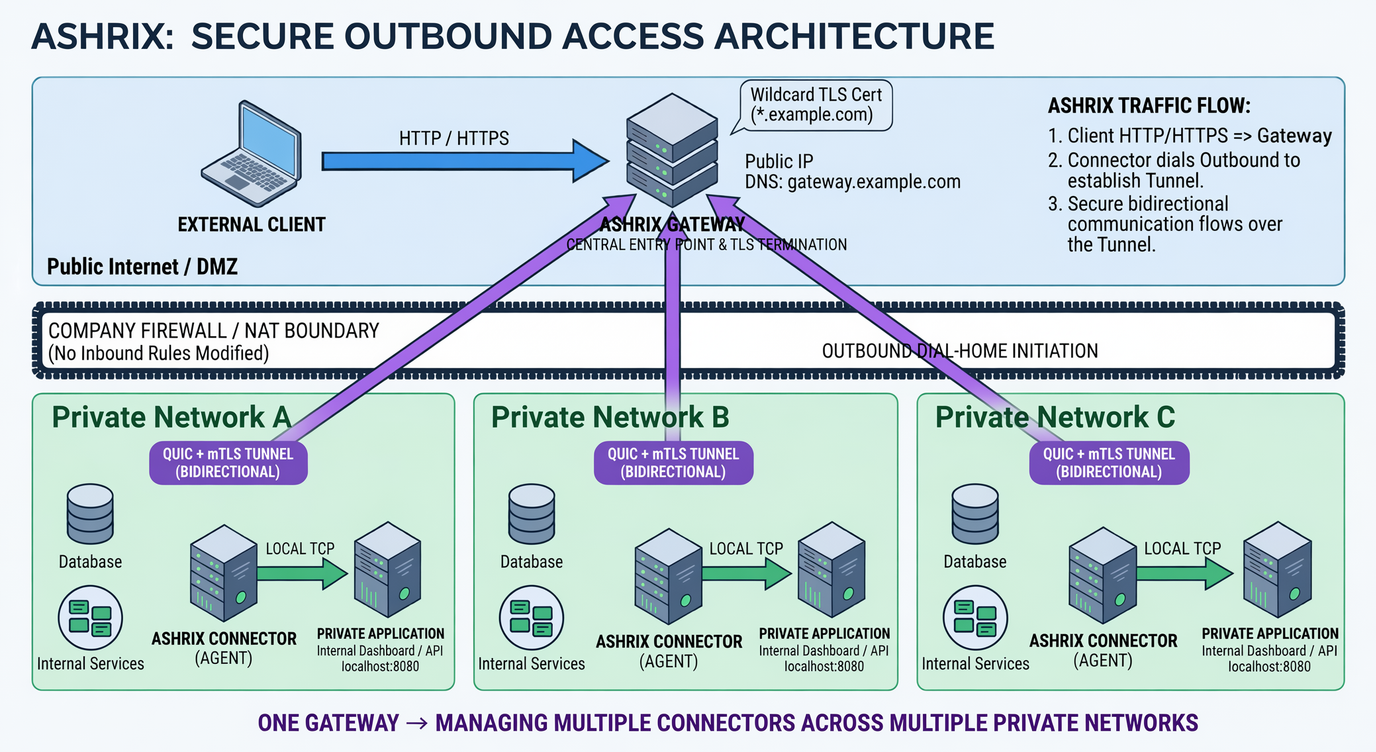 ASHRIX: SECURE OUTBOUND ACCESS ARCHITECTURE
HTTP / HTTPS
EXTERNAL CLIENT
Public Internet / DMZ
Wildcard TLS Cert
(*.example.com)
Public IP
DNS: gateway.example.com
ASHRIX GATEWAY
CENTRAL ENTRY POINT & TLS TERMINATION
ASHRIX TRAFFIC FLOW:
1. Client HTTP/HTTPS => Gateway
2. Connector dials Outbound to
establish Tunnel.
3. Secure bidirectional
communication flows over
the Tunnel.
COMPANY FIREWALL / NAT BOUNDARY
(No Inbound Rules Modified)
OUTBOUND DIAL-HOME INITIATION
Private Network A
QUIC + mTLS TUNNEL
(BIDIRECTIONAL)
Database
Internal Services
LOCAL TCP
ASHRIX CONNECTOR
(AGENT)
PRIVATE APPLICATION
Internal Dashboard / API
localhost:8080
Private Network B
QUIC + mTLS TUNNEL
(BIDIRECTIONAL)
Database
Internal Services
LOCAL TCP
ASHRIX CONNECTOR
(AGENT)
PRIVATE APPLICATION
Internal Dashboard / API
localhost:8080
Private Network C
QUIC + mTLS TUNNEL
(BIDIRECTIONAL)
Database
Internal Services
LOCAL TCP
ASHRIX CONNECTOR
(AGENT)
PRIVATE APPLICATION
Internal Dashboard / API
localhost:8080
ONE GATEWAY → MANAGING MULTIPLE CONNECTORS ACROSS MULTIPLE PRIVATE NETWORKS